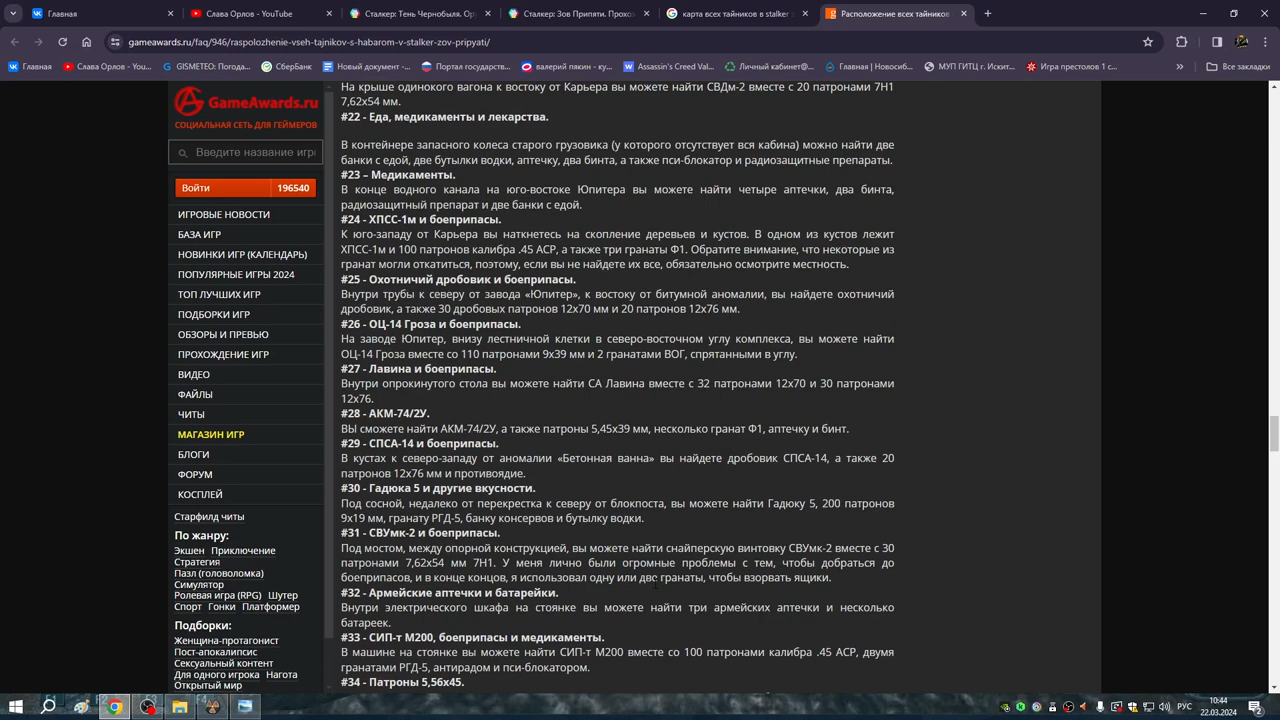 Главная
Слава Орлов - YouTube
Сталкер: Тень Чернобыля. Ор
Сталкер: Зов Припяти. Прохо
карта всех тайников в stalker
Расположение всех тайников
gameawards.ru/faq/946/raspolozhenie-vseh-tajnikov-s-habarom-v-stalker-zov-pripyati/
Главная
Слава Орлов - You...
GISMETEO: Погода...
СберБанк
Новый документ -...
Портал государств...
валерий пякин - ку...
Assassin's Creed Val...
Личный кабинет@...
Главная | Новосиб...
МУП ГИТЦ г. Искит...
Игра престолов 1 с...
»
Все закладки
GameAwards.ru
СОЦИАЛЬНАЯ СЕТЬ ДЛЯ ГЕЙМЕРОВ
Введите название игр
Войти 196540
ИГРОВЫЕ НОВОСТИ
БАЗА ИГР
НОВИНКИ ИГР (КАЛЕНДАРЬ)
ПОПУЛЯРНЫЕ ИГРЫ 2024
ТОП ЛУЧШИХ ИГР
ПОДБОРКИ ИГР
ОБЗОРЫ И ПРЕВЬЮ
ПРОХОЖДЕНИЕ ИГР
ВИДЕО
ФАЙЛЫ
ЧИТЫ
МАГАЗИН ИГР
БЛОГИ
ФОРУМ
КОСПЛЕЙ
Старфилд читы
По жанру:
Экшен Приключение
Стратегия
Пазл (головоломка)
Симулятор
Ролевая игра (RPG) Шутер
Спорт Гонки Платформер
Подборки:
Женщина-протагонист
Пост-апокалипсис
Сексуальный контент
Для одного игрока Нагота
Открытый мир
На крыше одинокого вагона к востоку от Карьера вы можете найти СВДм-2 вместе с 20 патронами 7Н1
7,62x54 мм.
#22 - Еда, медикаменты и лекарства.
В контейнере запасного колеса старого грузовика (у которого отсутствует вся кабина) можно найти две
банки с едой, две бутылки водки, аптечку, два бинта, а также пси-блокатор и радиозащитные препараты.
#23 – Медикаменты.
В конце водного канала на юго-востоке Юпитера вы можете найти четыре аптечки, два бинта,
радиозащитный препарат и две банки с едой.
#24 - ХПСС-1м и боеприпасы.
К юго-западу от Карьера вы наткнетесь на скопление деревьев и кустов. В одном из кустов лежит
ХПСС-1м и 100 патронов калибра .45 ACP, а также три гранаты Ф1. Обратите внимание, что некоторые из
гранат могли откатиться, поэтому, если вы не найдете их все, обязательно осмотрите местность.
#25 - Охотничий дробовик и боеприпасы.
Внутри трубы к северу от завода «Юпитер», к востоку от битумной аномалии, вы найдете охотничий
дробовик, а также 30 дробовых патронов 12x70 мм и 20 патронов 12x76 мм.
#26 - ОЦ-14 Гроза и боеприпасы.
На заводе Юпитер, внизу лестничной клетки в северо-восточном углу комплекса, вы можете найти
ОЦ-14 Гроза вместе со 110 патронами 9x39 мм и 2 гранатами ВОГ, спрятанными в углу.
#27 - Лавина и боеприпасы.
Внутри опрокинутого стола вы можете найти СА Лавина вместе с 32 патронами 12x70 и 30 патронами
12x76.
#28 - АКМ-74/2У.
ВЫ сможете найти АКМ-74/2У, а также патроны 5,45x39 мм, несколько гранат Ф1, аптечку и бинт.
#29 - СПСА-14 и боеприпасы.
В кустах к северо-западу от аномалии «Бетонная ванна» вы найдете дробовик СПСА-14, а также 20
патронов 12x76 мм и противоядие.
#30 - Гадюка 5 и другие вкусности.
Под сосной, недалеко от перекрестка к северу от блокпоста, вы можете найти Гадюку 5, 200 патронов
9x19 мм, гранату РГД-5, банку консервов и бутылку водки.
#31 - СВУмк-2 и боеприпасы.
Под мостом, между опорной конструкцией, вы можете найти снайперскую винтовку СВУмк-2 вместе с 30
патронами 7,62x54 мм 7Н1. У меня лично были огромные проблемы с тем, чтобы добраться до
боеприпасов, и в конце концов, я использовал одну или две гранаты, чтобы взорвать ящики.
#32 - Армейские аптечки и батарейки.
Внутри электрического шкафа на стоянке вы можете найти три армейских аптечки и несколько
батареек.
#33 - СИП-т М200, боеприпасы и медикаменты.
В машине на стоянке вы можете найти СИП-т М200 вместе со 100 патронами калибра .45 ACP, двумя
гранатами РГД-5, антирадом и пси-блокатором.
#34 - Патроны 5,56x45.
РУС
10:44
22.03.2024